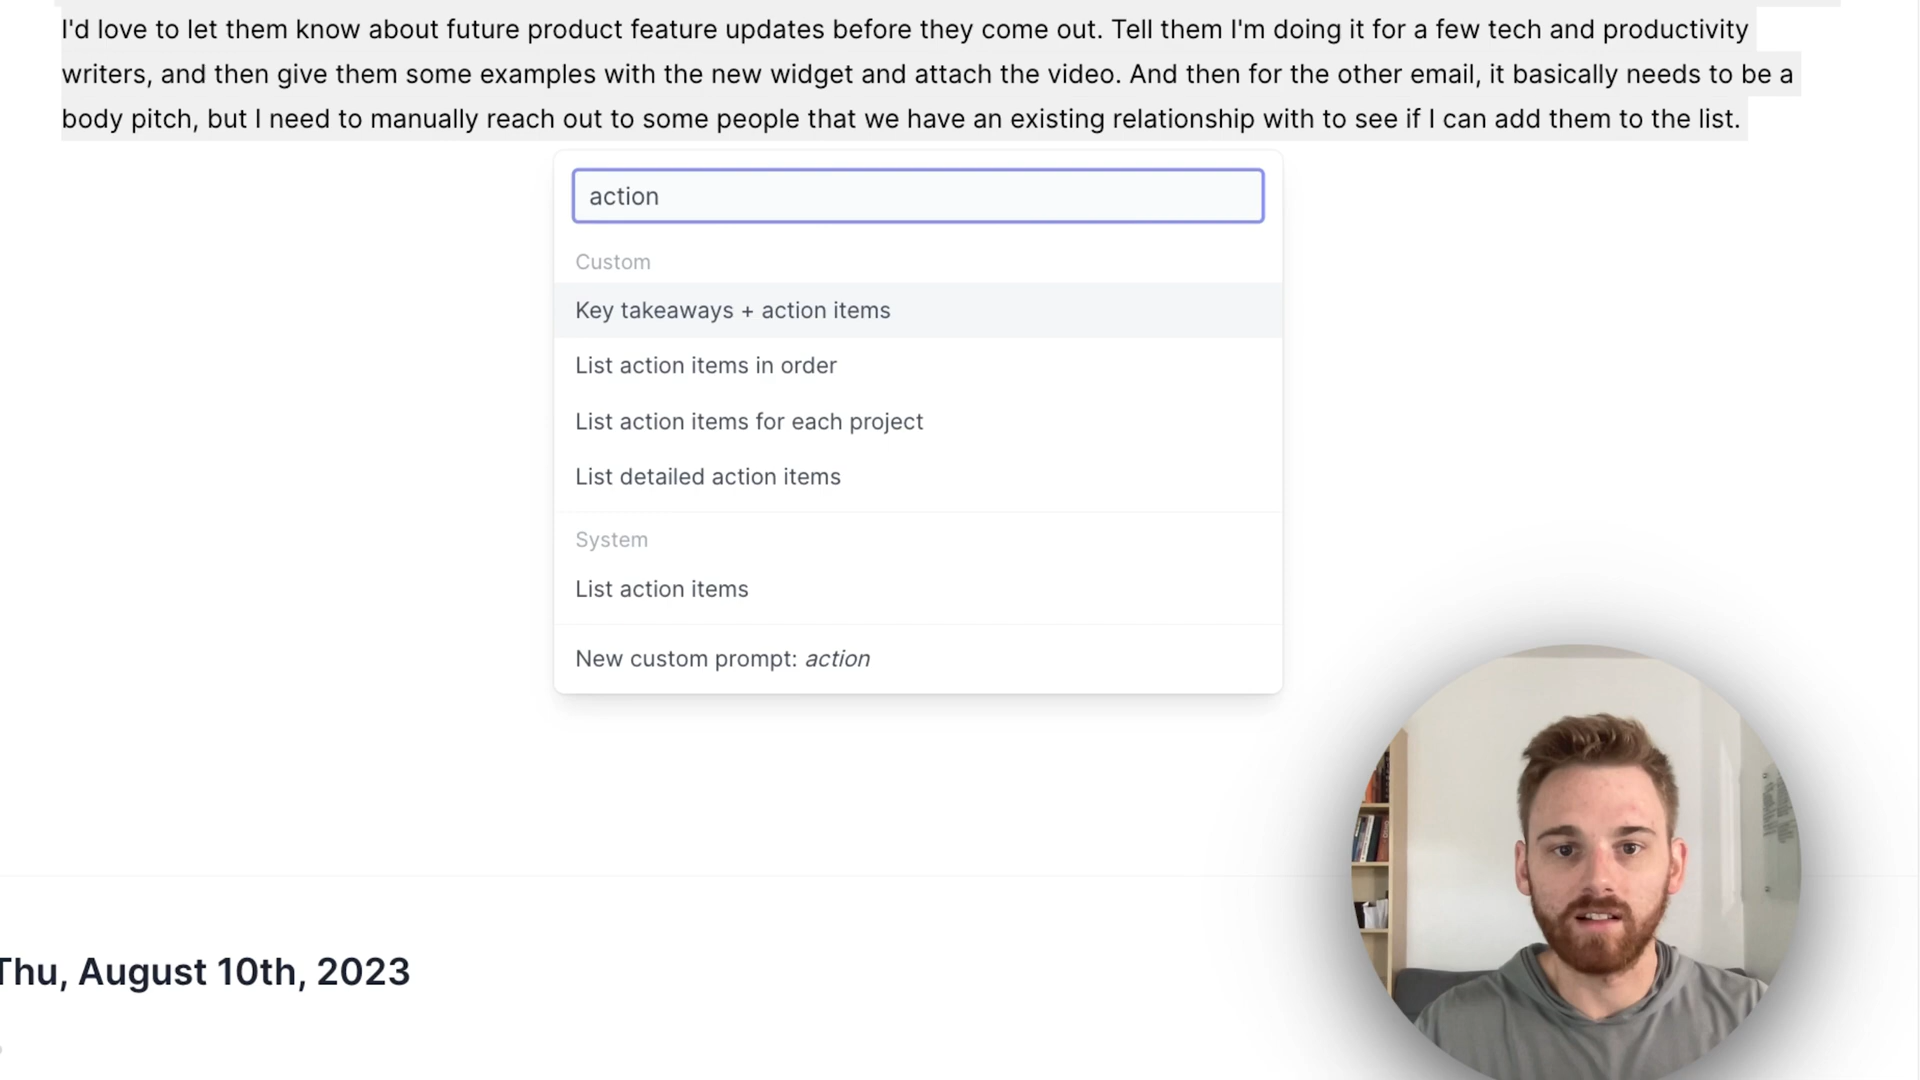 I'd love to let them know about future product feature updates before they come out. Tell them I'm doing it for a few tech and productivity
writers, and then give them some examples with the new widget and attach the video. And then for the other email, it basically needs to be a
body pitch, but I need to manually reach out to some people that we have an existing relationship with to see if I can add them to the list.
action
Custom
Key takeaways + action items
List action items in order
List action items for each project
List detailed action items
System
List action items
New custom prompt: action
Thu, August 10th, 2023